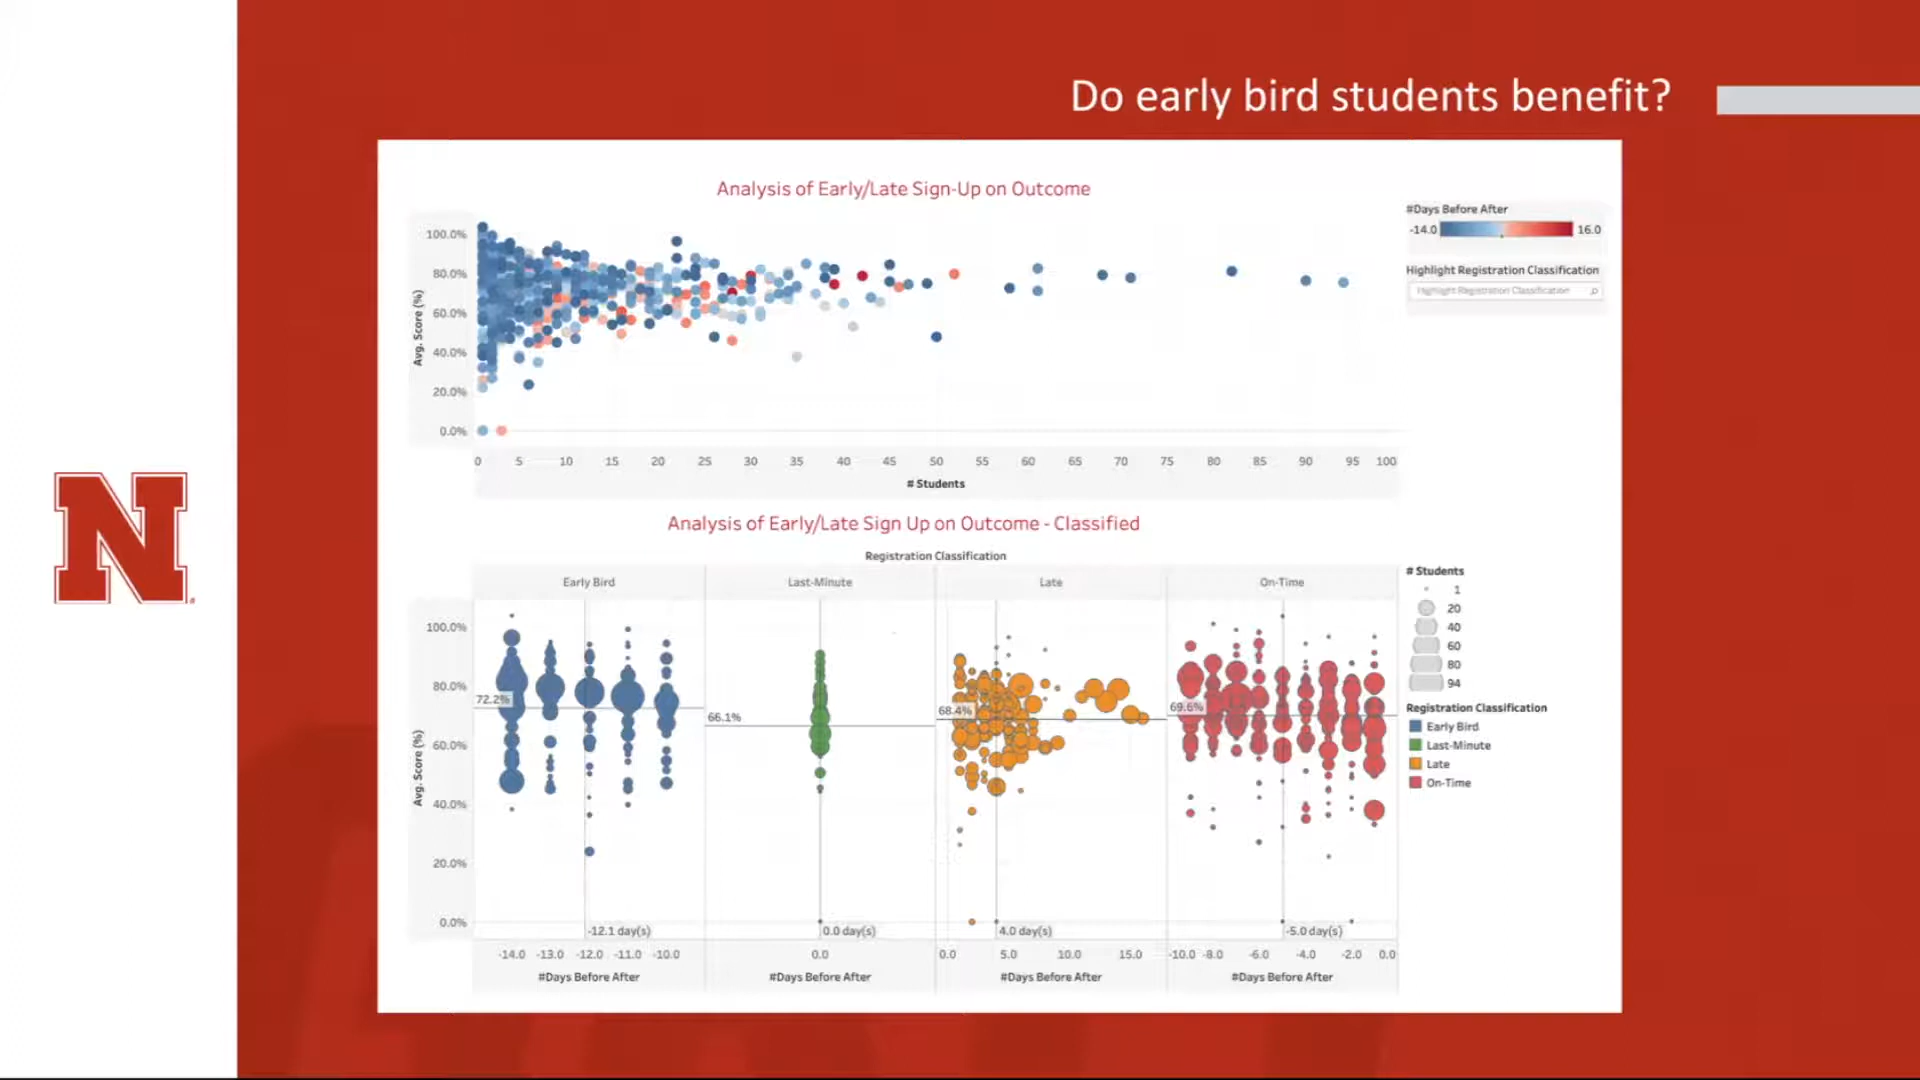 Do early bird students benefit?
Analysis of Early/Late Sign-Up on Outcome
#Days Before After
-14.0 16.0
Highlight Registration Classification
Highlight Registration Classification
Avg. Score (%)
100.0%
80.0%
60.0%
40.0%
20.0%
0.0%
0 5 10 15 20 25 30 35 40 45 50 55 60 65 70 75 80 85 90 95 100
# Students
N
Analysis of Early/Late Sign Up on Outcome - Classified
Registration Classification
Early Bird Last-Minute Late On-Time
Avg. Score (%)
100.0%
80.0%
60.0%
40.0%
20.0%
0.0%
72.2% 66.1% 68.4% 69.6%
-12.1 day(s) 0.0 day(s) 4.0 day(s) -5.0 day(s)
-14.0 -13.0 -12.0 -11.0 -10.0 0.0 0.0 5.0 10.0 15.0 -10.0 -8.0 -6.0 -4.0 -2.0 0.0
#Days Before After #Days Before After #Days Before After #Days Before After
# Students
1
20
40
60
80
94
Registration Classification
Early Bird
Last-Minute
Late
On-Time